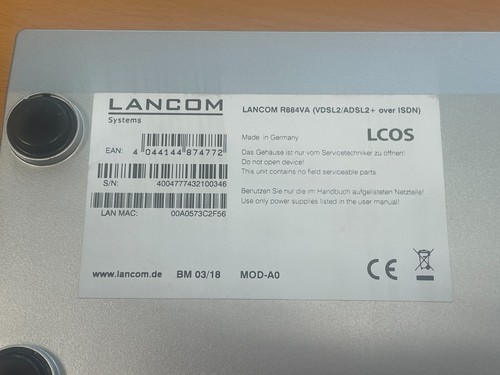 LANCOM
Systems
LANCOM R884VA (VDSL2/ADSL2+ over ISDN)
Made in Germany
LCOS
EAN: 4 044144 874772
Das Gehäuse ist nur vom Servicetechniker zu öffnen!
Do not open device!
This unit contains no field serviceable parts.
S/N: 4004777432100346
Benutzen Sie nur die im Handbuch aufgelisteten Netzteile!
Use only power supplies listed in the user manual!
LAN MAC: 00A0573C2F56
www.lancom.de BM 03/18 MOD-A0
CE